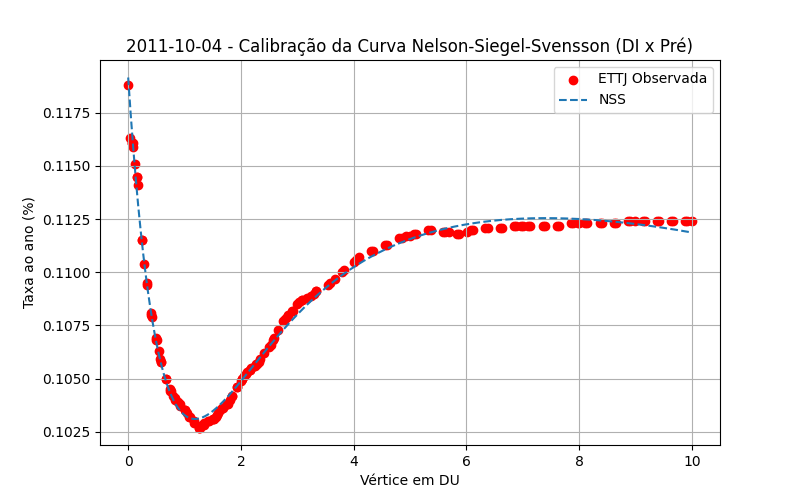 2011-10-04 - Calibração da Curva Nelson-Siegel-Svensson (DI x Pré)
ETTJ Observada
NSS
Taxa ao ano (%)
0.1175
0.1150
0.1125
0.1100
0.1075
0.1050
0.1025
0 2 4 6 8 10
Vértice em DU